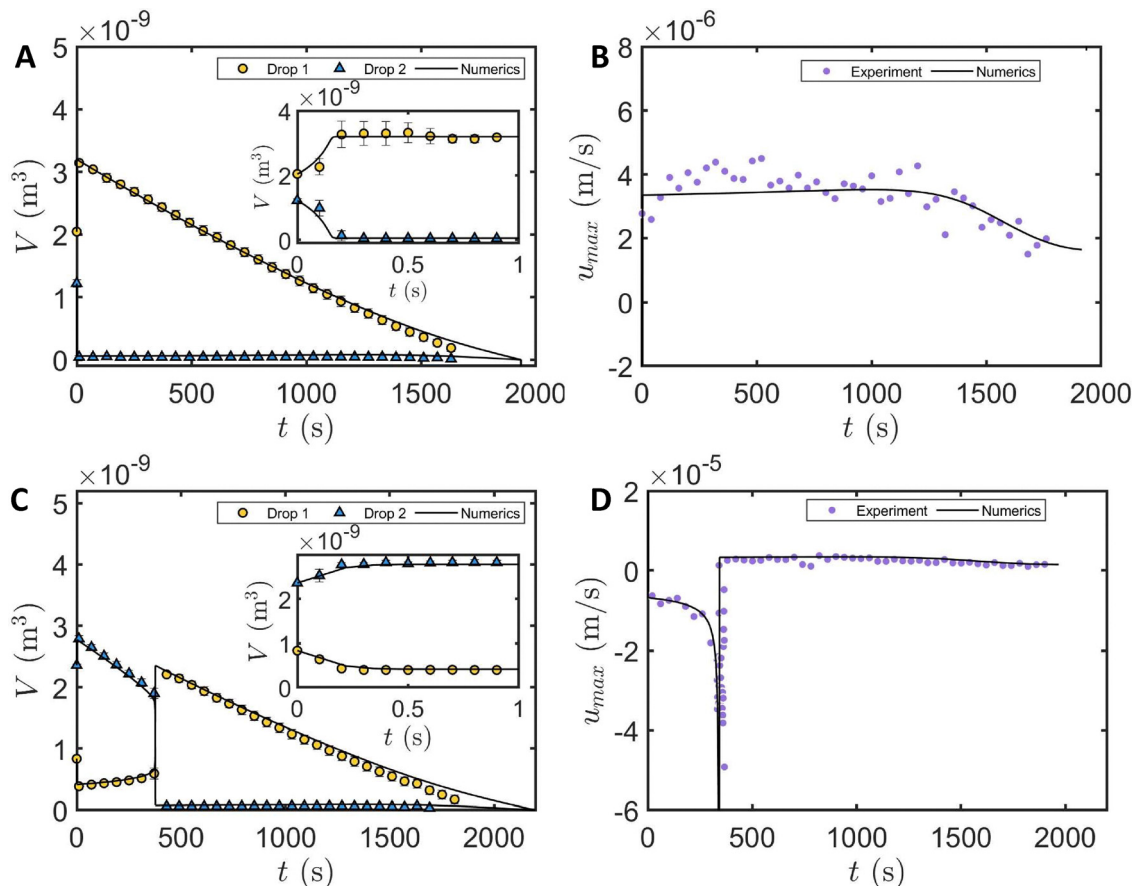 A
×10⁻⁹
5
4
3
2
1
0
V (m³)
Drop 1 Drop 2 Numerics
×10⁻⁹
4
2
0
V (m³)
0 0.5 1
t (s)
500 1000 1500 2000
t (s)
B
×10⁻⁶
8
6
4
2
0
-2
u_max (m/s)
Experiment Numerics
0 500 1000 1500 2000
t (s)
C
×10⁻⁹
5
4
3
2
1
0
V (m³)
Drop 1 Drop 2 Numerics
×10⁻⁹
3
2
1
0
V (m³)
0 0.5 1
t (s)
500 1000 1500 2000
t (s)
D
×10⁻⁵
2
0
-2
-4
-6
u_max (m/s)
Experiment Numerics
0 500 1000 1500 2000
t (s)